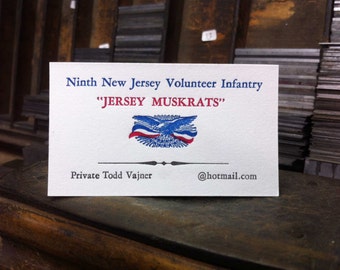 Ninth New Jersey Volunteer Infantry
"JERSEY MUSKRATS"
Private Todd Vajner @hotmail.com